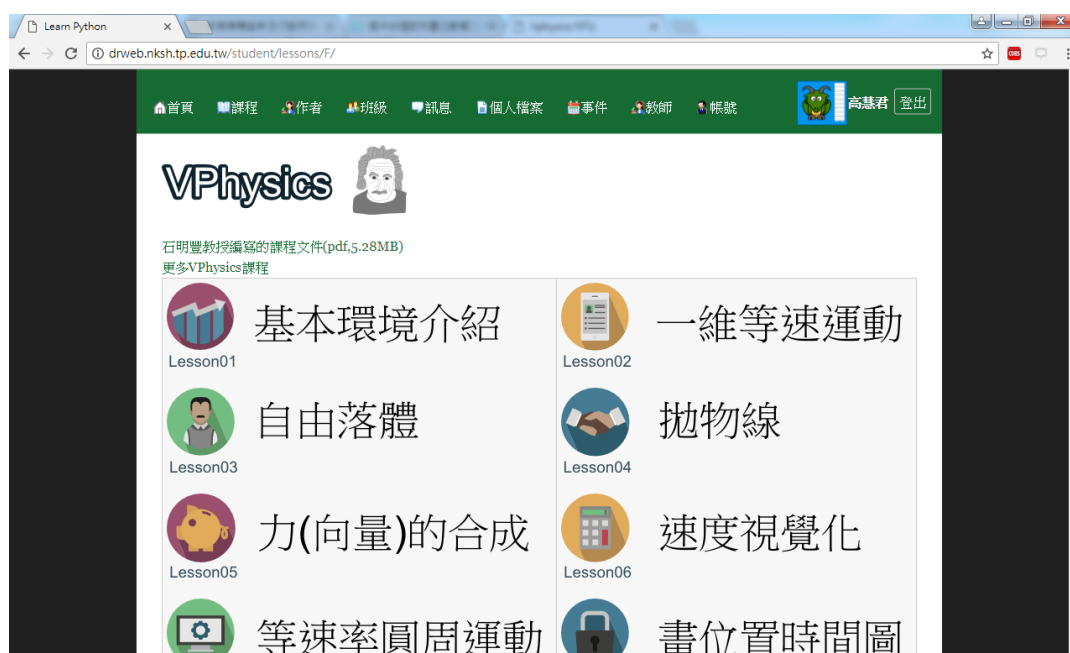 Learn Python
drweb.nksh.tp.edu.tw/student/lessons/F/
CORS
首頁 課程 作者 班級 訊息 個人檔案 事件 教師 帳號 高慧君 登出
VPhysics
石明豐教授編寫的課程文件(pdf,5.28MB)
更多VPhysics課程
基本環境介紹
Lesson01
一維等速運動
Lesson02
自由落體
Lesson03
拋物線
Lesson04
力(向量)的合成
Lesson05
速度視覺化
Lesson06
等速率圓周運動
畫位置時間圖